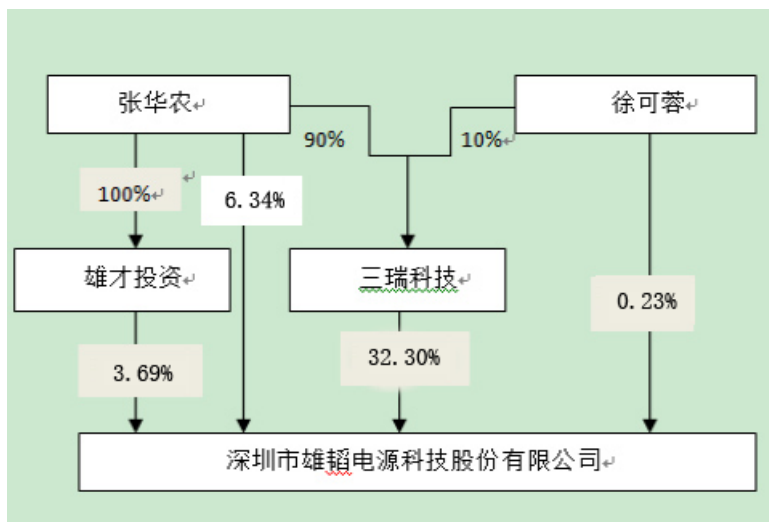 张华农
徐可蓉
90%
10%
100%
6.34%
雄才投资
三瑞科技
0.23%
3.69%
32.30%
深圳市雄韬电源科技股份有限公司